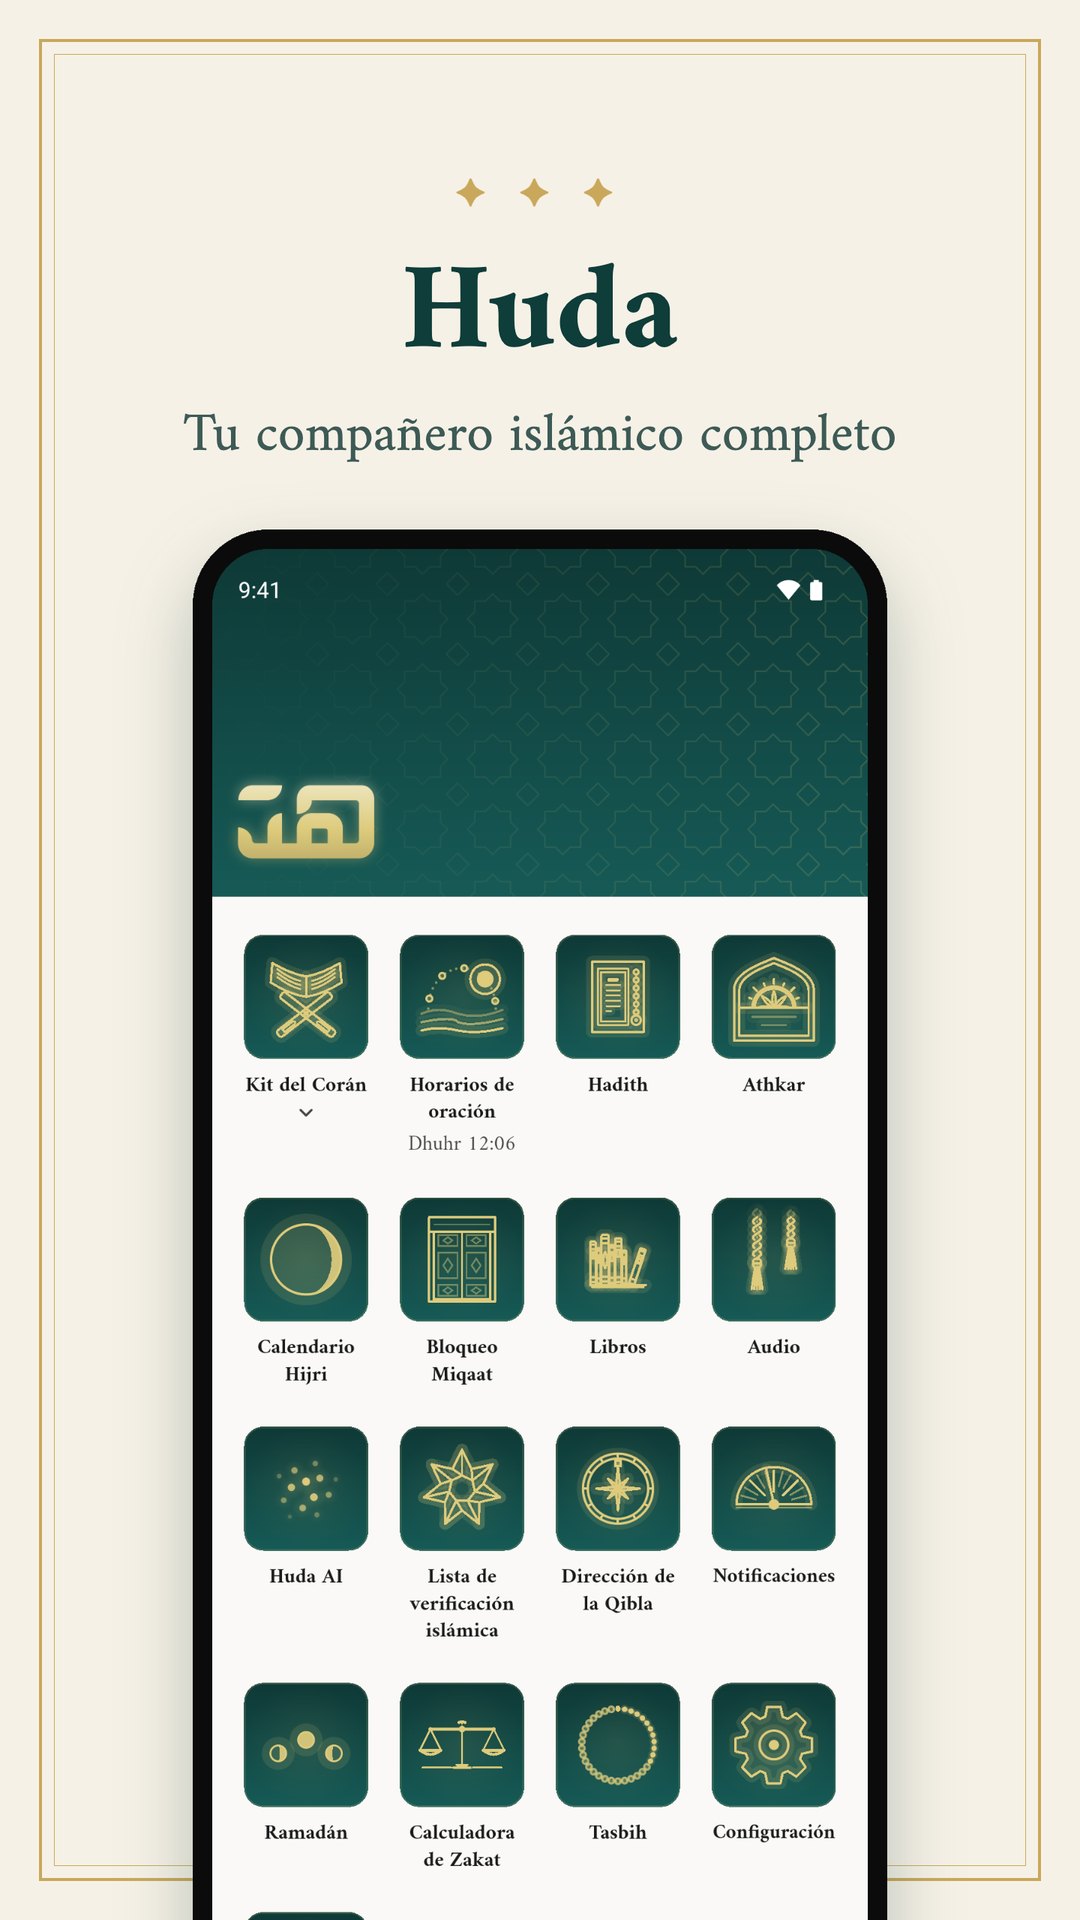 Huda
Tu compañero islámico completo
9:41
هدى
Kit del Corán
Horarios de
oración
Dhuhr 12:06
Hadith
Athkar
Calendario
Hijri
Bloqueo
Miqaat
Libros
Audio
Huda AI
Lista de
verificación
islámica
Dirección de
la Qibla
Notificaciones
Ramadán
Calculadora
de Zakat
Tasbih
Configuración